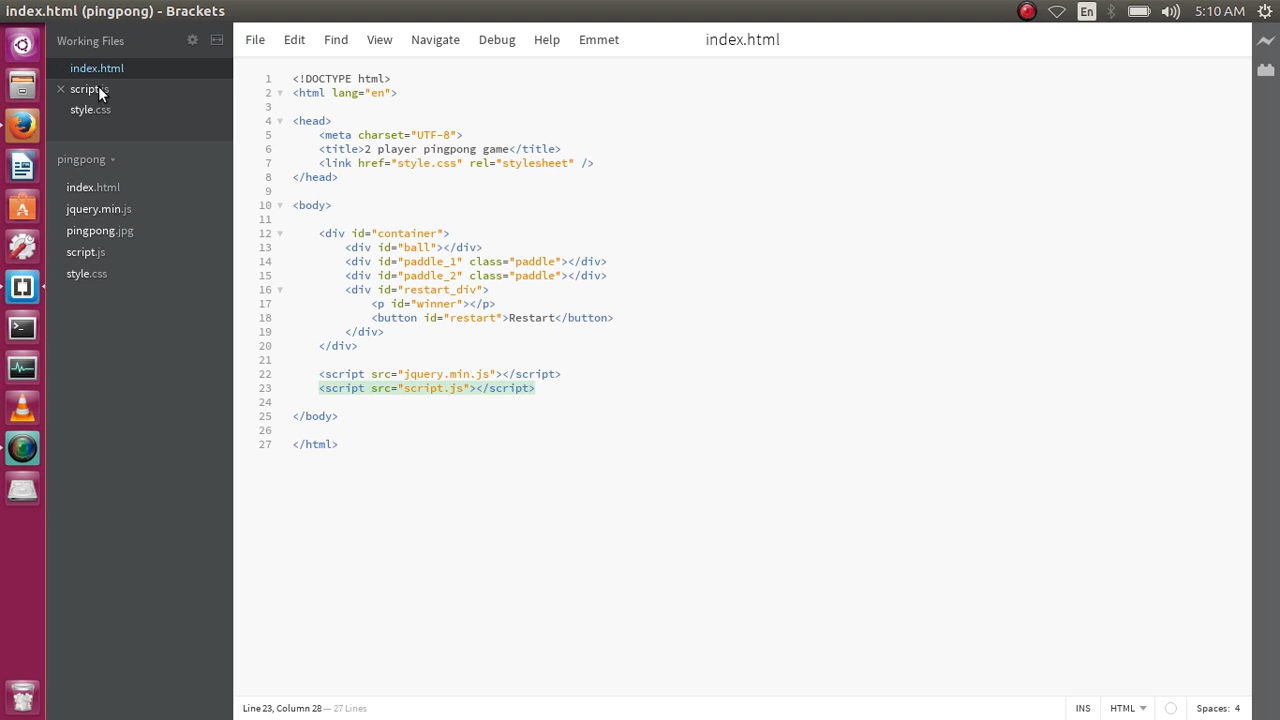 index.html (pingpong) - Brackets
En
5:10 AM
Working Files
index.html
script.js
style.css
pingpong
index.html
jquery.min.js
pingpong.jpg
script.js
style.css
File Edit Find View Navigate Debug Help Emmet
index.html
1 <!DOCTYPE html>
2 <html lang="en">
3
4 <head>
5 <meta charset="UTF-8">
6 <title>2 player pingpong game</title>
7 <link href="style.css" rel="stylesheet" />
8 </head>
9
10 <body>
11
12 <div id="container">
13 <div id="ball"></div>
14 <div id="paddle_1" class="paddle"></div>
15 <div id="paddle_2" class="paddle"></div>
16 <div id="restart_div">
17 <p id="winner"></p>
18 <button id="restart">Restart</button>
19 </div>
20 </div>
21
22 <script src="jquery.min.js"></script>
23 <script src="script.js"></script>
24
25 </body>
26
27 </html>
Line 23, Column 28 — 27 Lines
INS
HTML
Spaces: 4